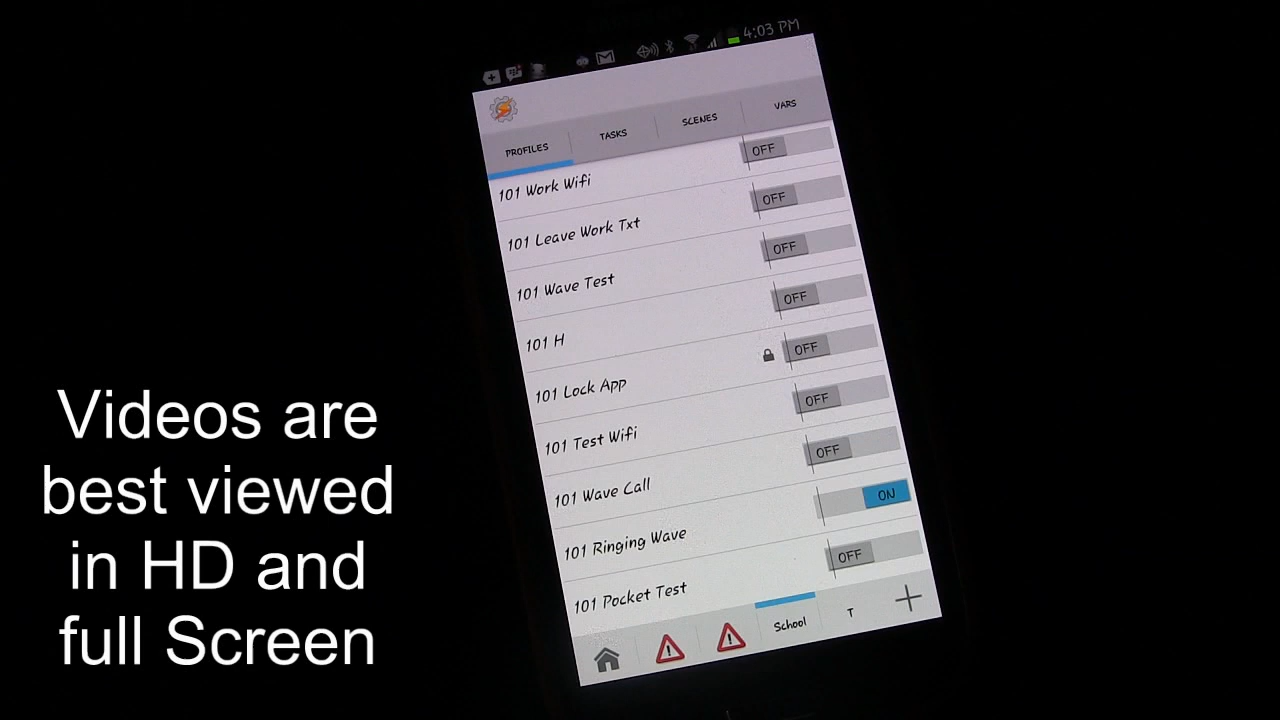 4:03 PM
PROFILES
TASKS
SCENES
VARS
OFF
101 Work Wifi
OFF
101 Leave Work Txt
OFF
101 Wave Test
OFF
101 H
OFF
101 Lock App
OFF
101 Test Wifi
OFF
101 Wave Call
ON
101 Ringing Wave
OFF
101 Pocket Test
School
T
Videos are
best viewed
in HD and
full Screen